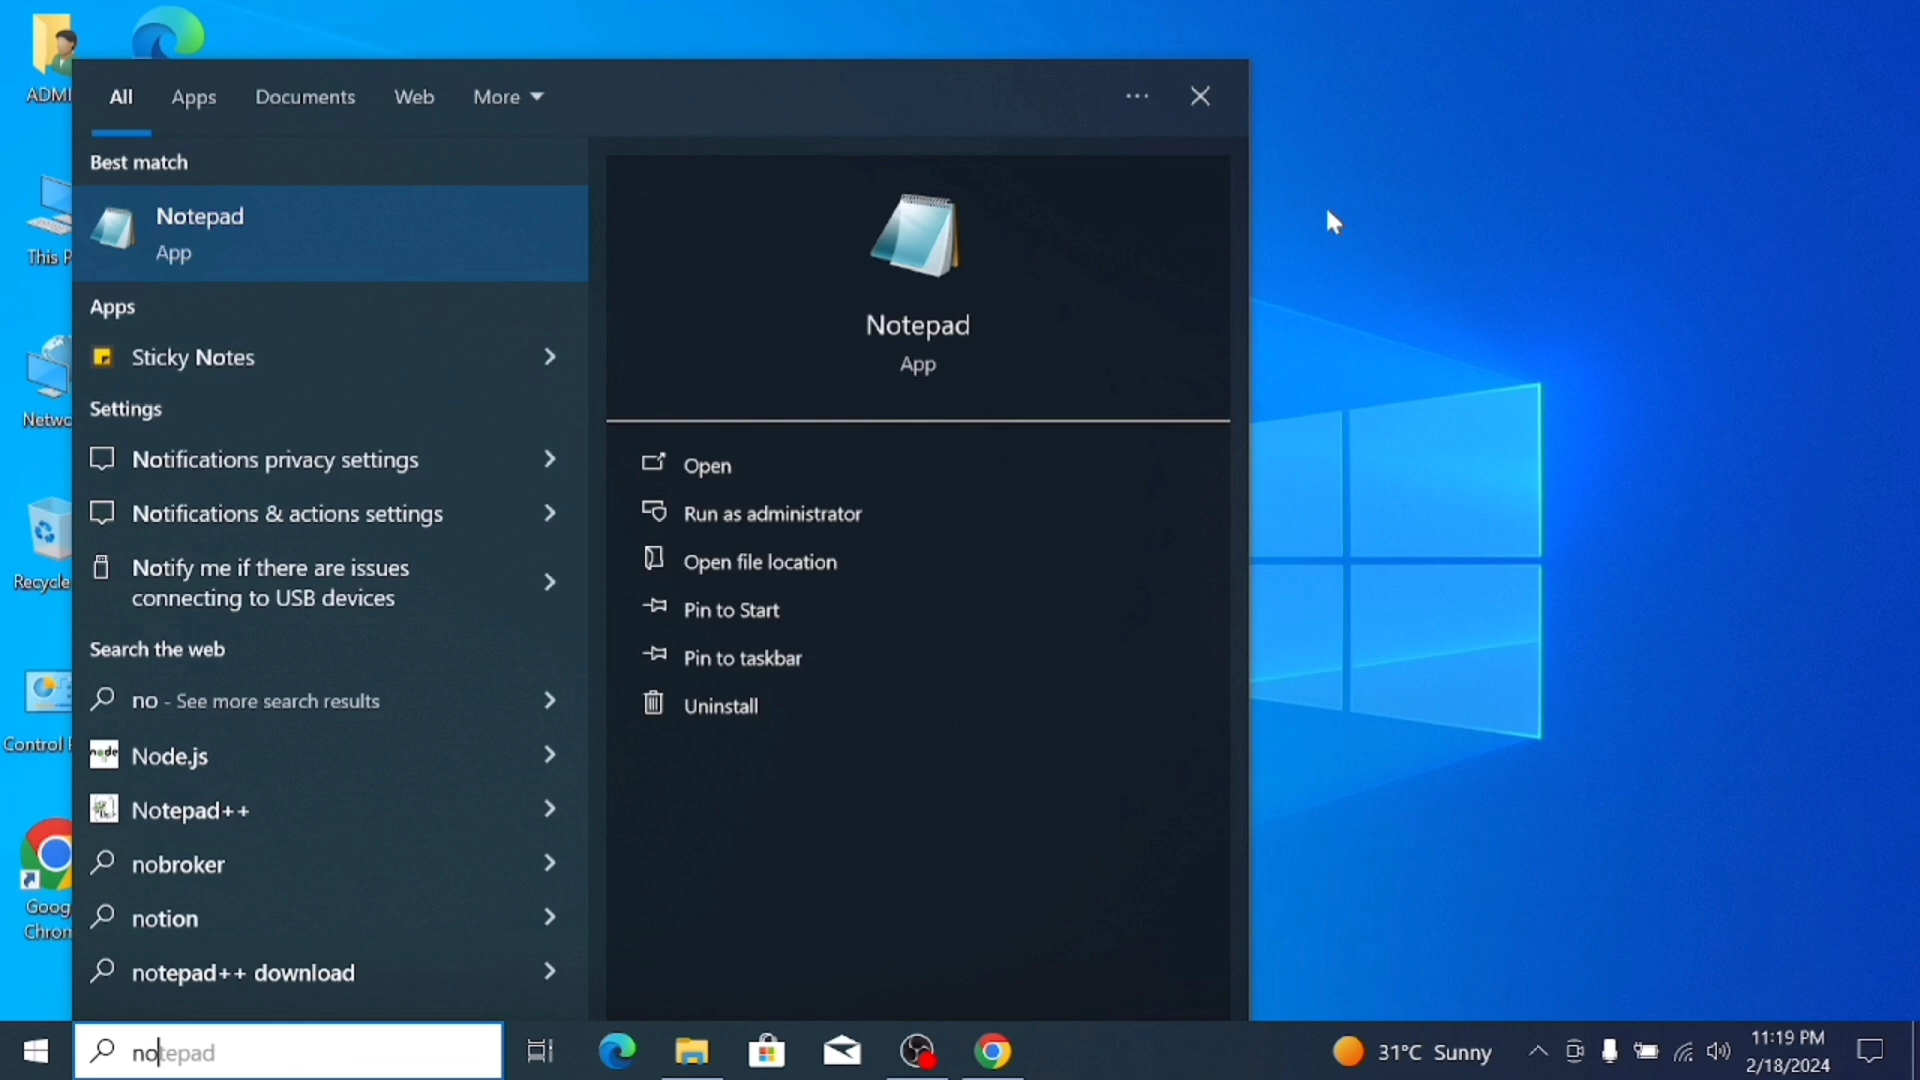 ADMI
This P
Netwo
Recycle
Control P
Goog
Chrom
All Apps Documents Web More
Best match
Notepad
App
Apps
Sticky Notes
Settings
Notifications privacy settings
Notifications & actions settings
Notify me if there are issues
connecting to USB devices
Search the web
no - See more search results
Node.js
Notepad++
nobroker
notion
notepad++ download
Notepad
App
Open
Run as administrator
Open file location
Pin to Start
Pin to taskbar
Uninstall
notepad
31°C Sunny
11:19 PM
2/18/2024